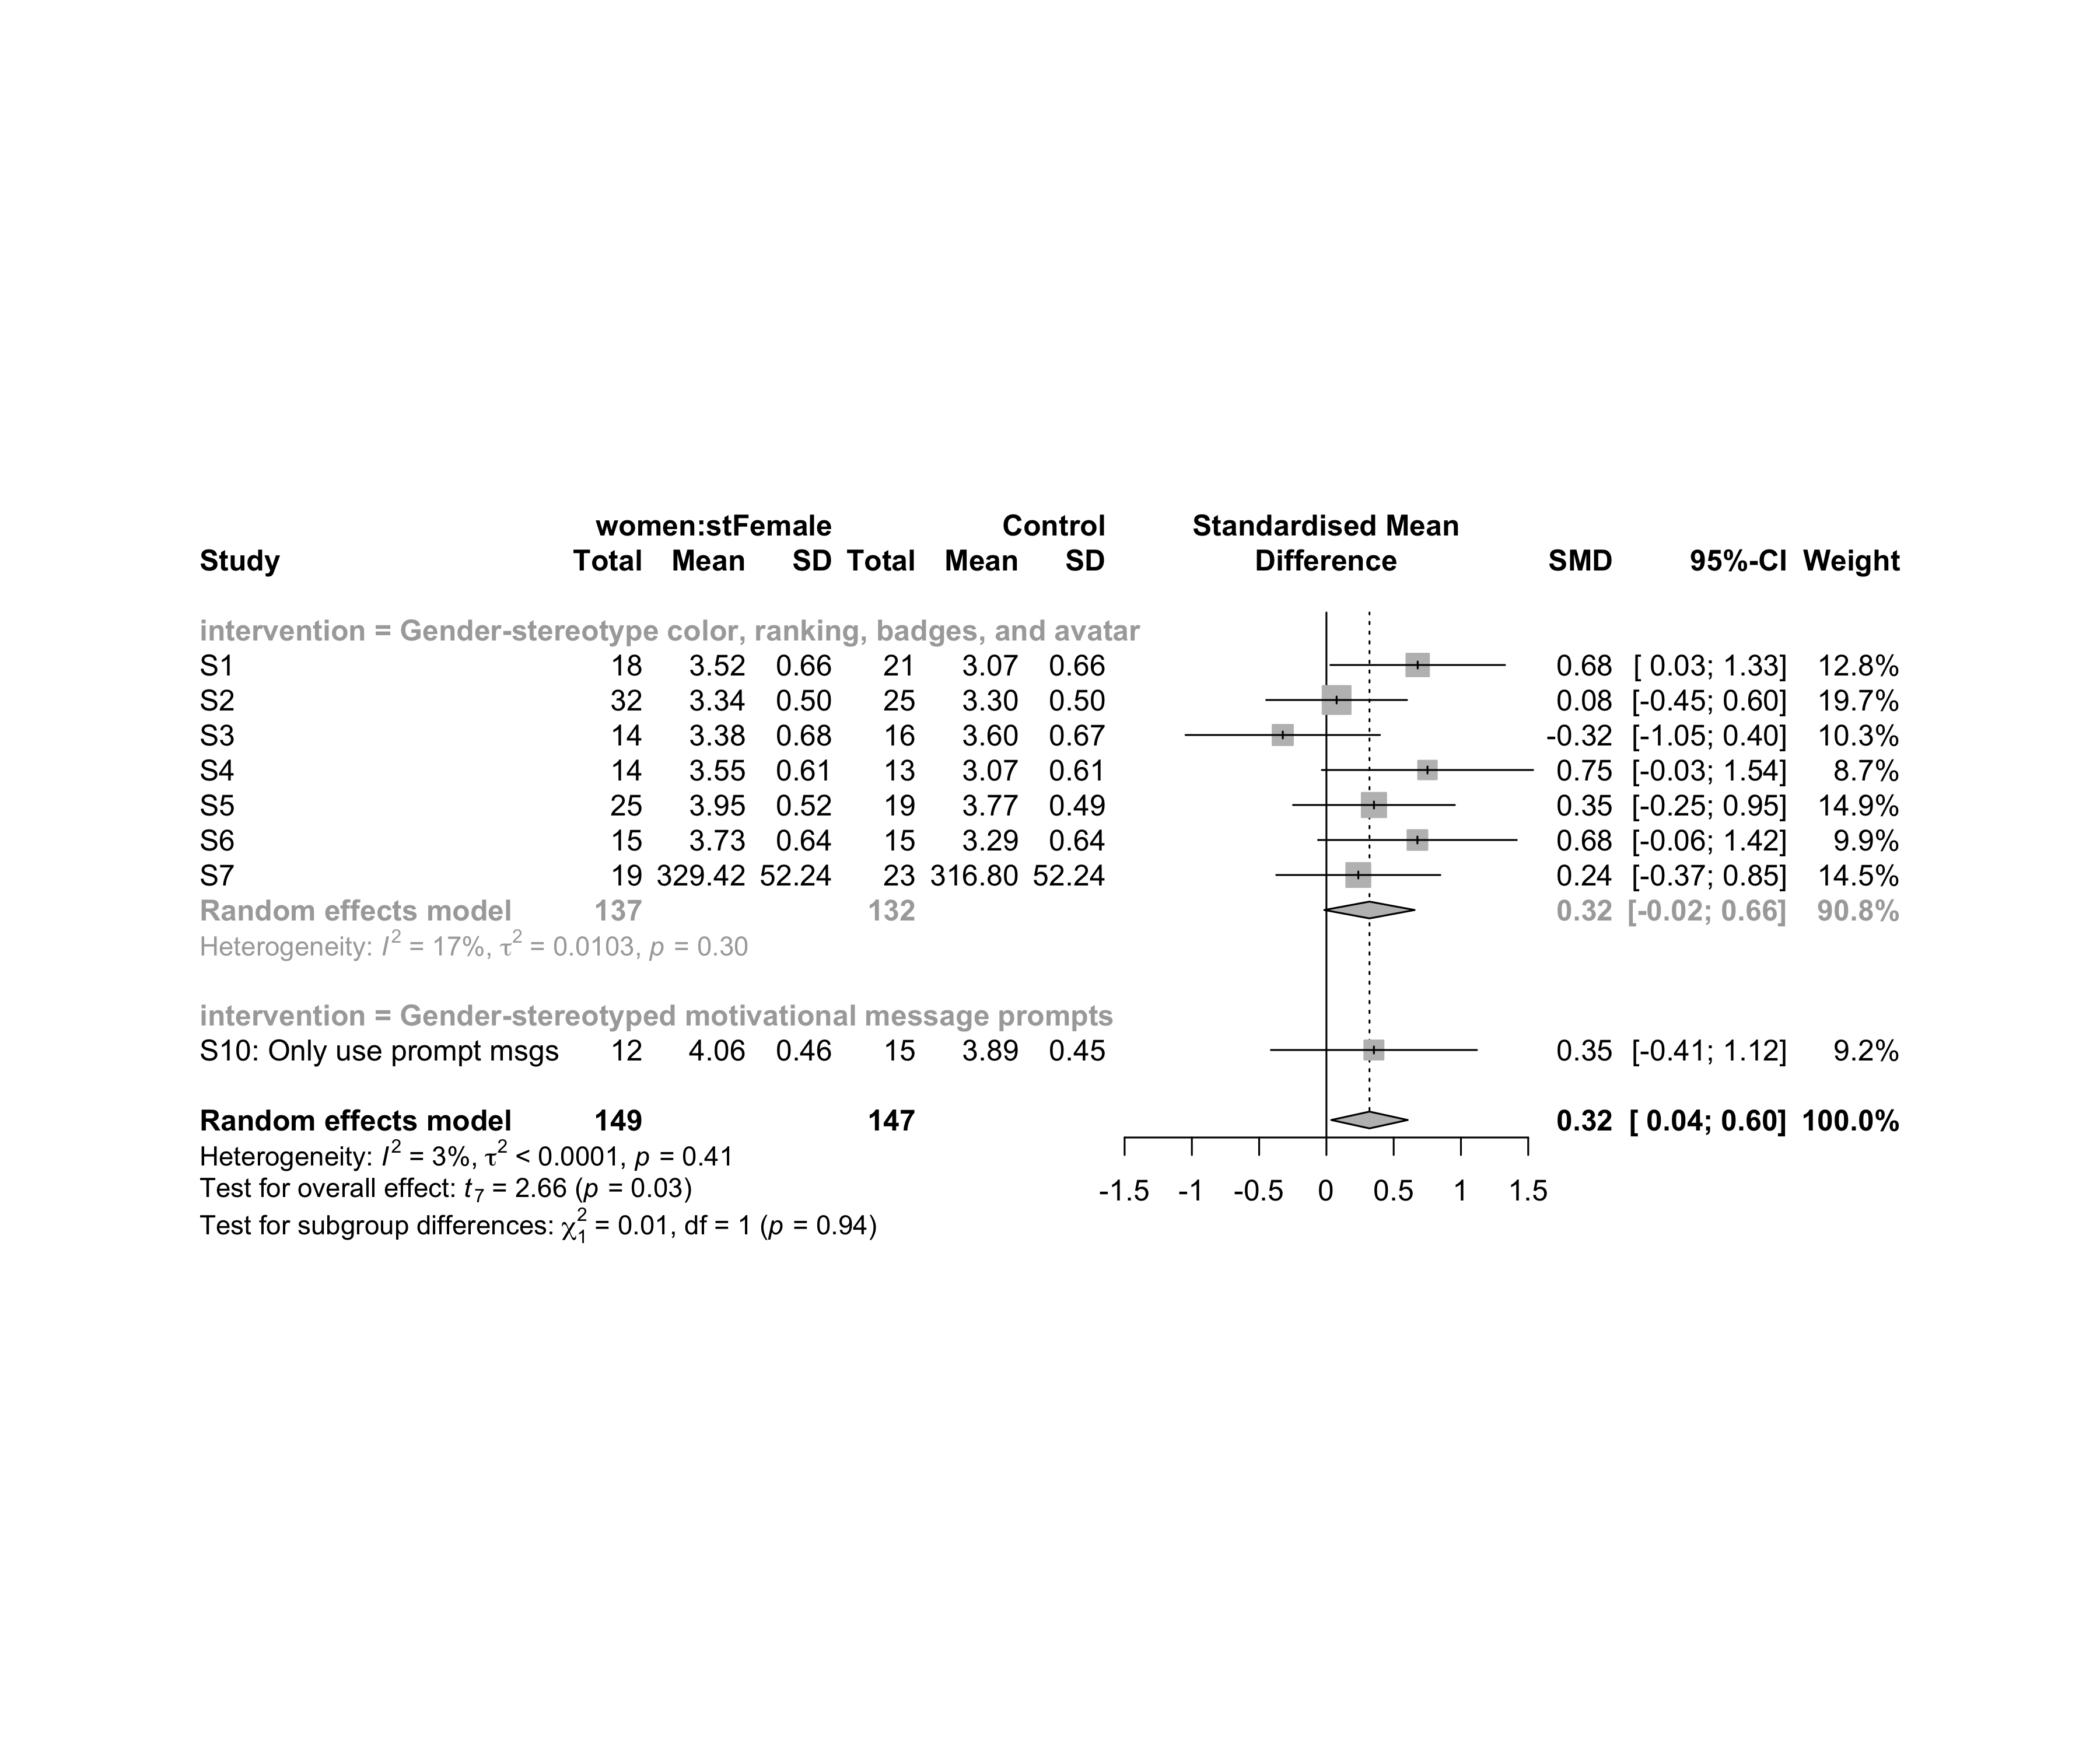 women:stFemale Control Standardised Mean
Study Total Mean SD Total Mean SD Difference SMD 95%-CI Weight
intervention = Gender-stereotype color, ranking, badges, and avatar
S1 18 3.52 0.66 21 3.07 0.66 0.68 [ 0.03; 1.33] 12.8%
S2 32 3.34 0.50 25 3.30 0.50 0.08 [-0.45; 0.60] 19.7%
S3 14 3.38 0.68 16 3.60 0.67 -0.32 [-1.05; 0.40] 10.3%
S4 14 3.55 0.61 13 3.07 0.61 0.75 [-0.03; 1.54] 8.7%
S5 25 3.95 0.52 19 3.77 0.49 0.35 [-0.25; 0.95] 14.9%
S6 15 3.73 0.64 15 3.29 0.64 0.68 [-0.06; 1.42] 9.9%
S7 19 329.42 52.24 23 316.80 52.24 0.24 [-0.37; 0.85] 14.5%
Random effects model 137 132 0.32 [-0.02; 0.66] 90.8%
Heterogeneity: I² = 17%, τ² = 0.0103, p = 0.30
intervention = Gender-stereotyped motivational message prompts
S10: Only use prompt msgs 12 4.06 0.46 15 3.89 0.45 0.35 [-0.41; 1.12] 9.2%
Random effects model 149 147 0.32 [ 0.04; 0.60] 100.0%
Heterogeneity: I² = 3%, τ² < 0.0001, p = 0.41
Test for overall effect: t₇ = 2.66 (p = 0.03)
-1.5 -1 -0.5 0 0.5 1 1.5
Test for subgroup differences: χ₁² = 0.01, df = 1 (p = 0.94)